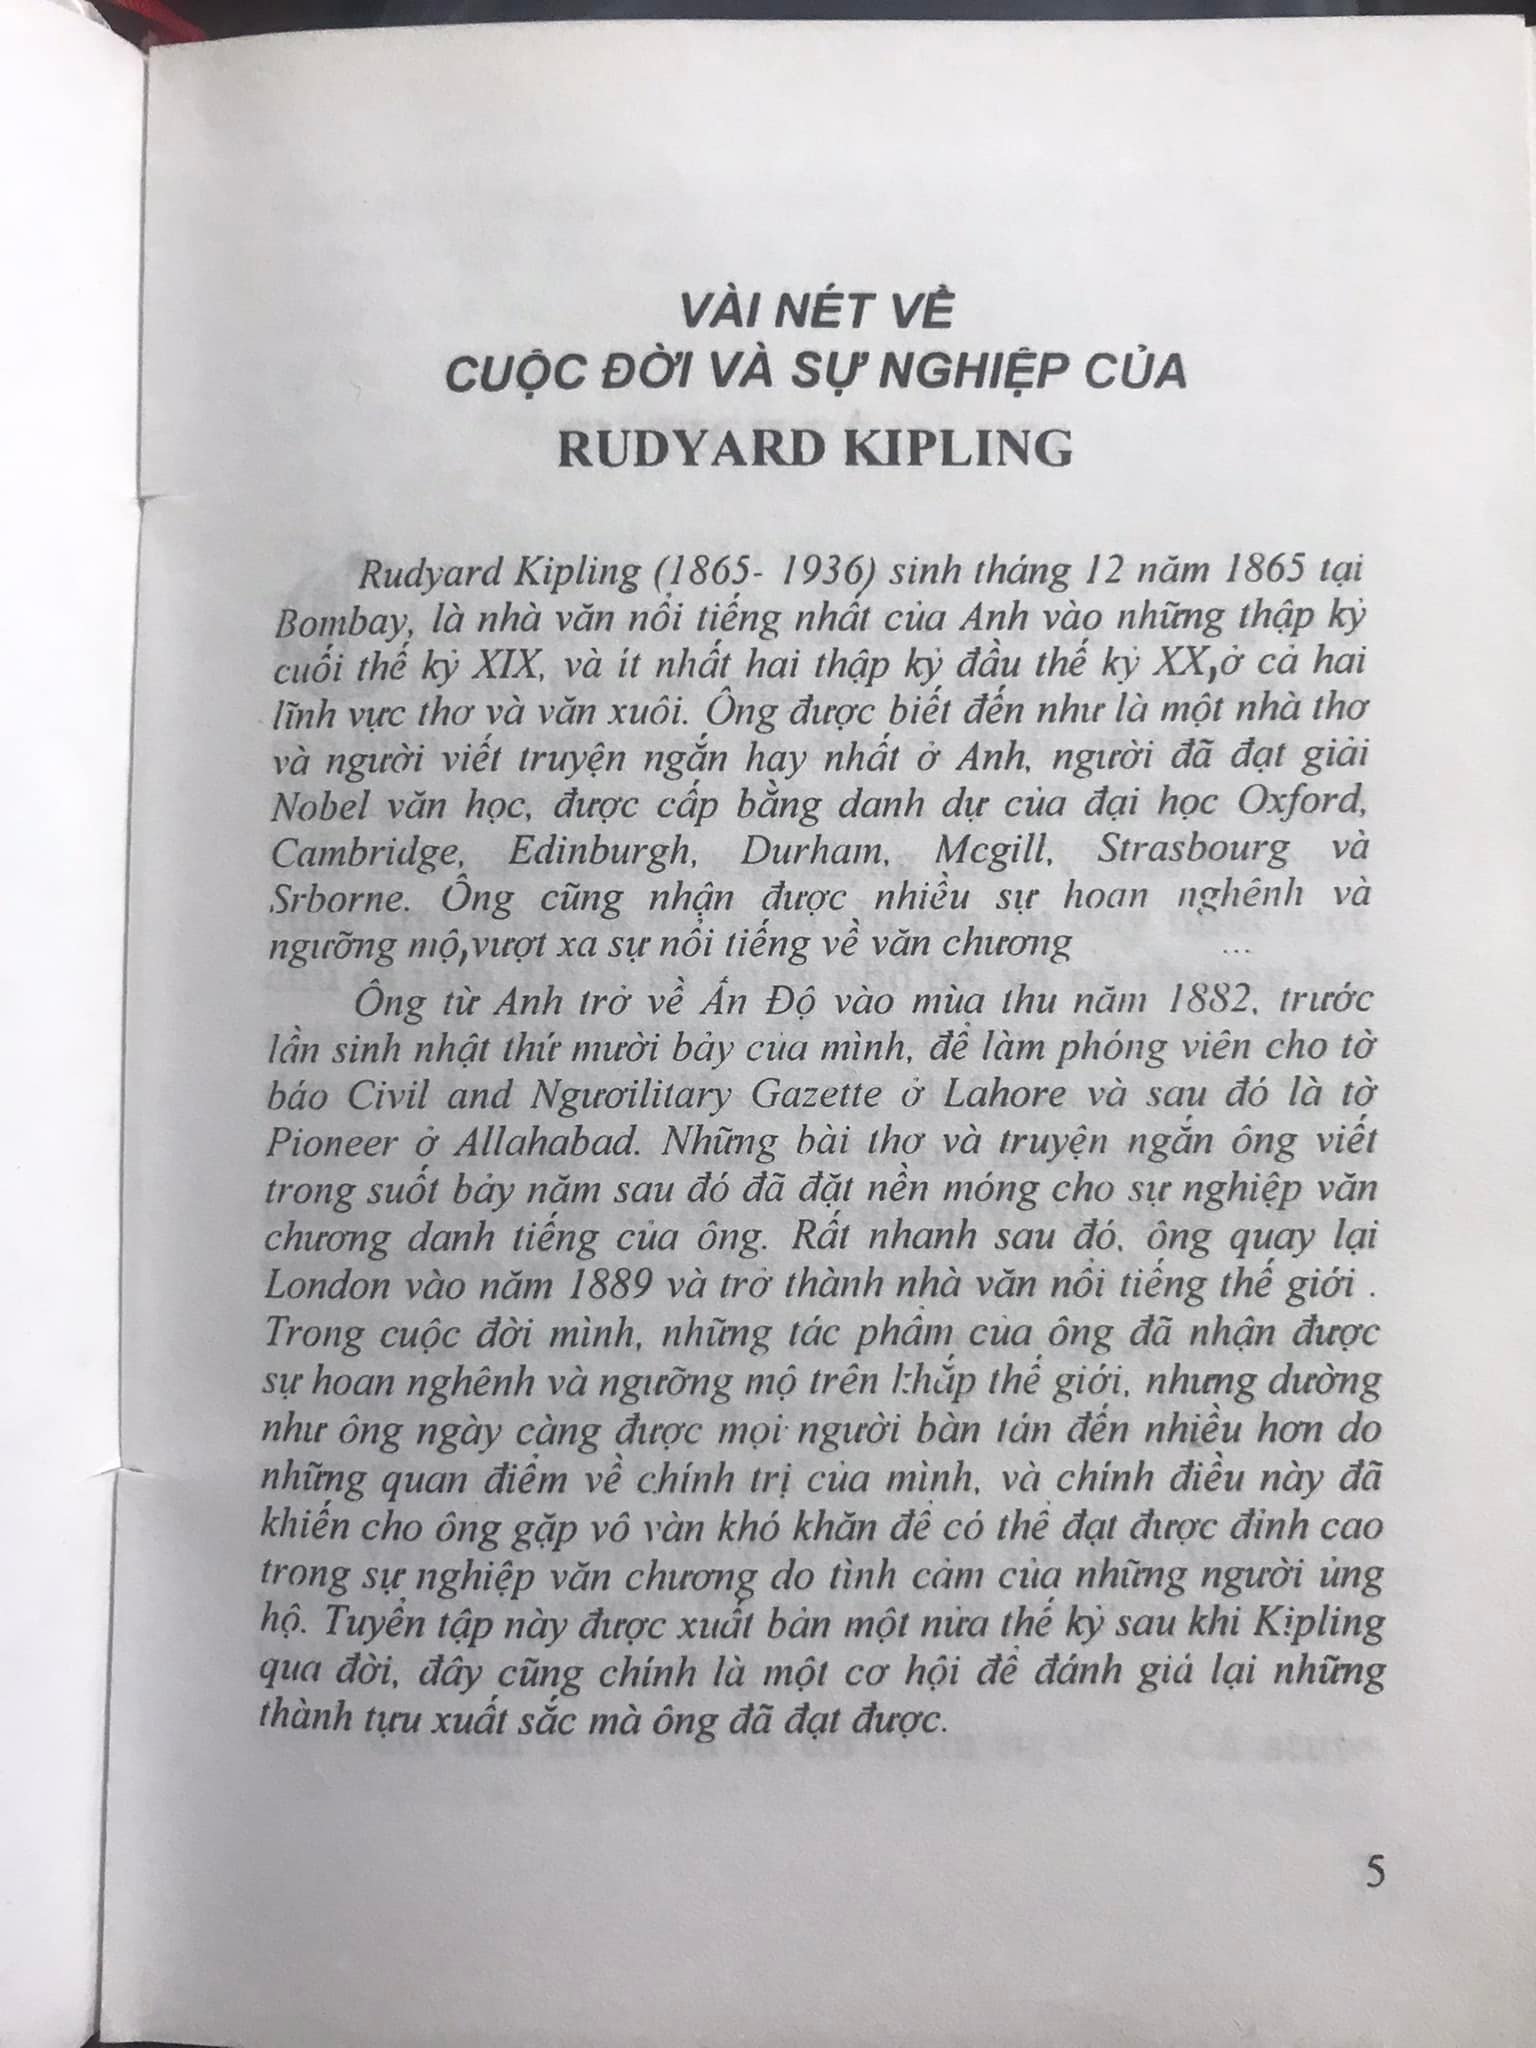 VÀI NÉT VỀ
CUỘC ĐỜI VÀ SỰ NGHIỆP CỦA
RUDYARD KIPLING
Rudyard Kipling (1865- 1936) sinh tháng 12 năm 1865 tại
Bombay, là nhà văn nổi tiếng nhất của Anh vào những thập kỷ
cuối thế kỷ XIX, và ít nhất hai thập kỷ đầu thế kỷ XX,ở cả hai
lĩnh vực thơ và văn xuôi. Ông được biết đến như là một nhà thơ
và người viết truyện ngắn hay nhất ở Anh, người đã đạt giải
Nobel văn học, được cấp bằng danh dự của đại học Oxford,
Cambridge, Edinburgh, Durham, Mcgill, Strasbourg và
Srborne. Ông cũng nhận được nhiều sự hoan nghênh và
ngưỡng mộ,vượt xa sự nổi tiếng về văn chương ...
Ông từ Anh trở về Ấn Độ vào mùa thu năm 1882, trước
lần sinh nhật thứ mười bảy của mình, để làm phóng viên cho tờ
báo Civil and Ngươilitary Gazette ở Lahore và sau đó là tờ
Pioneer ở Allahabad. Những bài thơ và truyện ngắn ông viết
trong suốt bảy năm sau đó đã đặt nền móng cho sự nghiệp văn
chương danh tiếng của ông. Rất nhanh sau đó, ông quay lại
London vào năm 1889 và trở thành nhà văn nổi tiếng thế giới .
Trong cuộc đời mình, những tác phẩm của ông đã nhận được
sự hoan nghênh và ngưỡng mộ trên khắp thế giới, nhưng dường
như ông ngày càng được mọi người bàn tán đến nhiều hơn do
những quan điểm về chính trị của mình, và chính điều này đã
khiến cho ông gặp vô vàn khó khăn để có thể đạt được đỉnh cao
trong sự nghiệp văn chương do tình cảm của những người ủng
hộ. Tuyển tập này được xuất bản một nửa thế kỷ sau khi Kipling
qua đời, đây cũng chính là một cơ hội để đánh giá lại những
thành tựu xuất sắc mà ông đã đạt được.
5